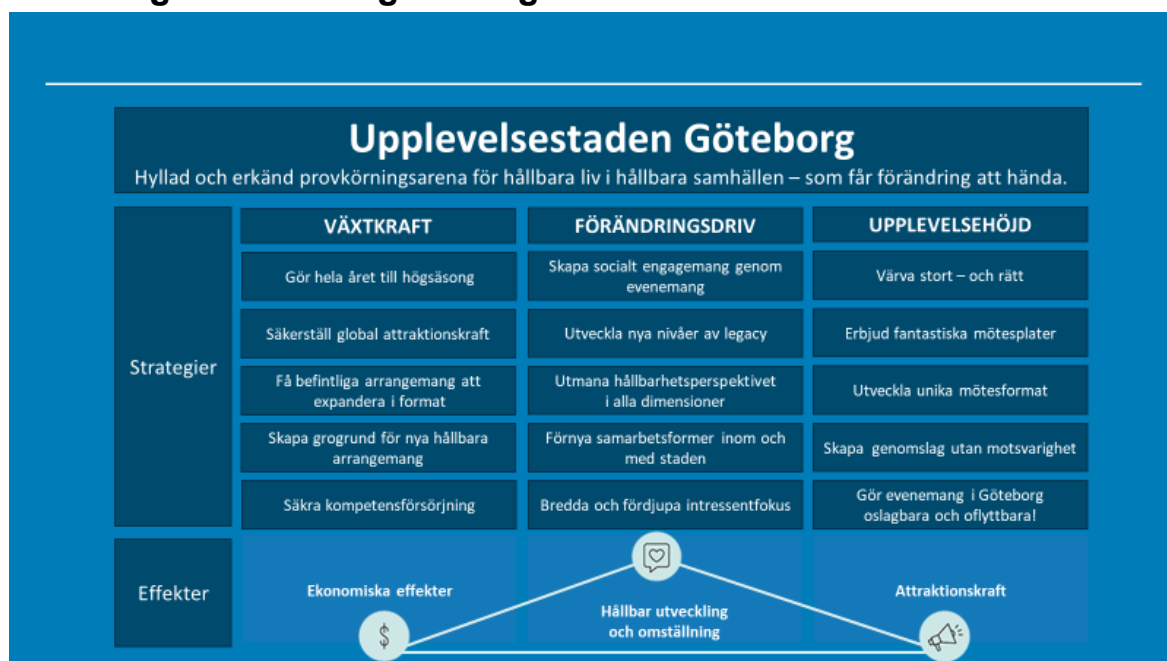 Upplevelsestaden Göteborg
Hyllad och erkänd provkörningsarena för hållbara liv i hållbara samhällen – som får förändring att hända.
Strategier
VÄXTKRAFT
Gör hela året till högsäsong
Säkerställ global attraktionskraft
Få befintliga arrangemang att
expandera i format
Skapa grogrund för nya hållbara
arrangemang
Säkra kompetensförsörjning
FÖRÄNDRINGSDRIV
Skapa socialt engagemang genom
evenemang
Utveckla nya nivåer av legacy
Utmana hållbarhetsperspektivet
i alla dimensioner
Förnya samarbetsformer inom och
med staden
Bredda och fördjupa intressentfokus
UPPLEVELSEHÖJD
Värva stort – och rätt
Erbjud fantastiska mötesplater
Utveckla unika mötesformat
Skapa genomslag utan motsvarighet
Gör evenemang i Göteborg
oslagbara och oflyttbara!
Effekter
Ekonomiska effekter
$
Hållbar utveckling
och omställning
Attraktionskraft